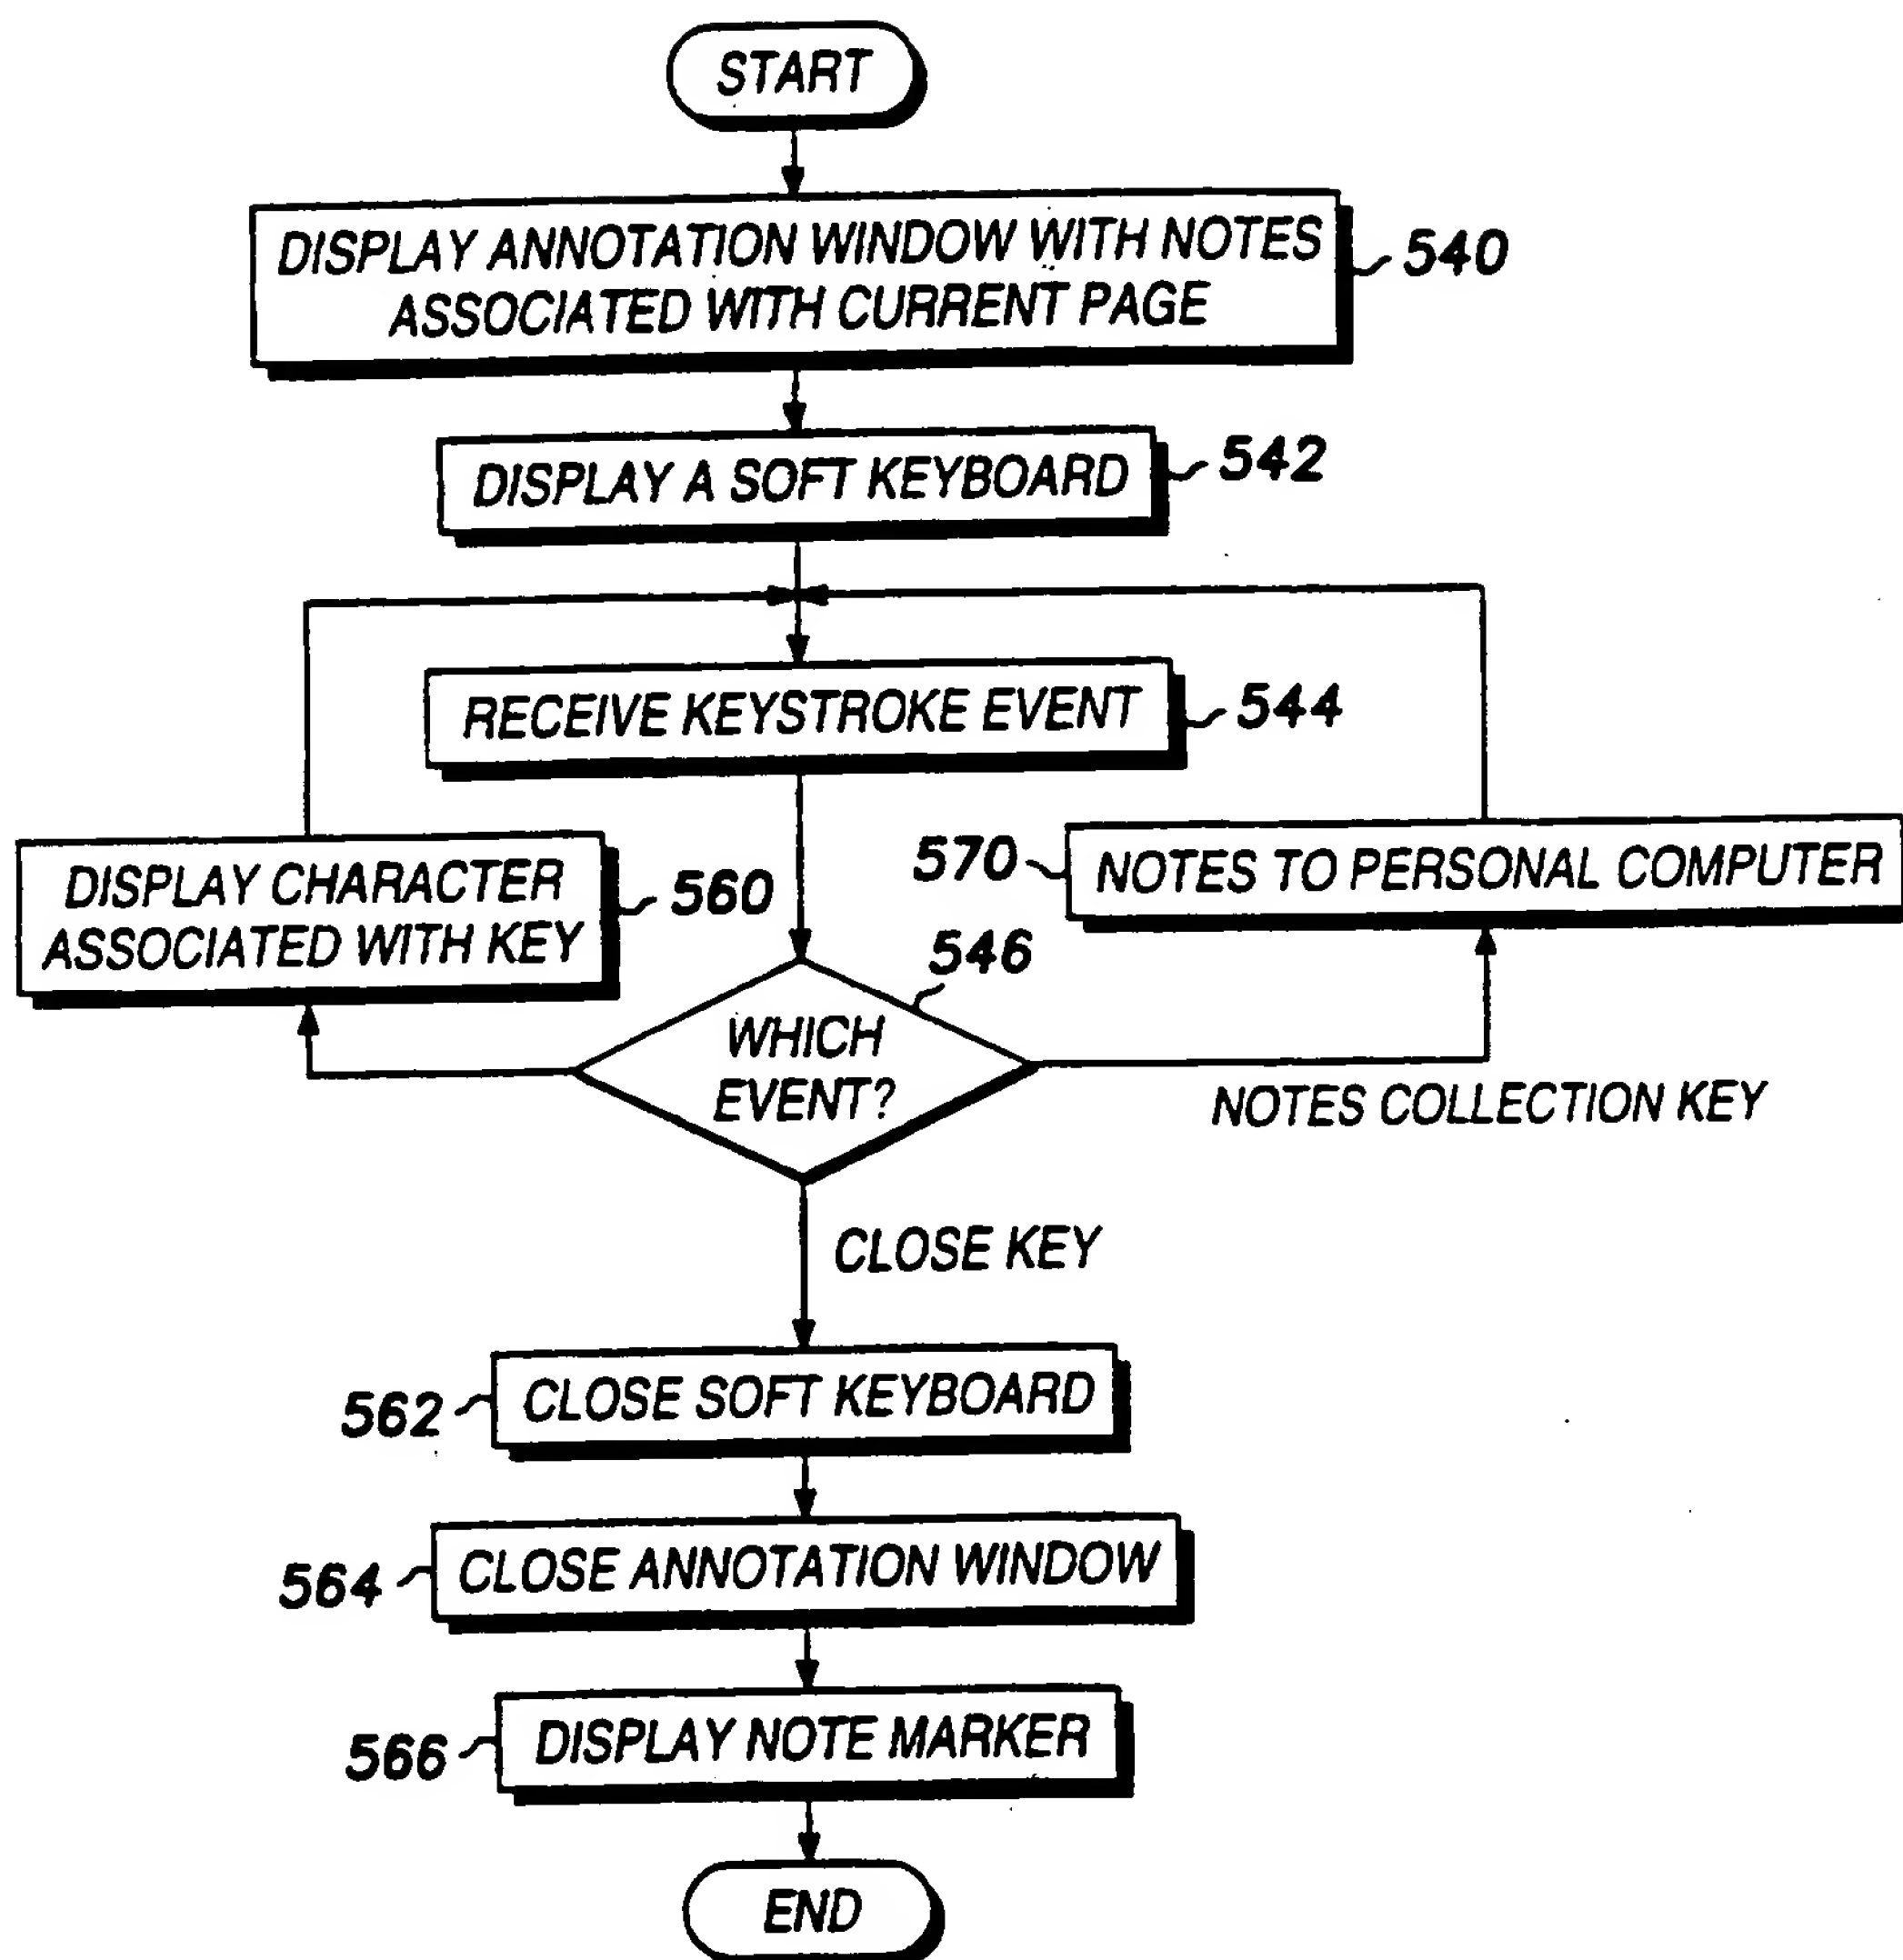 START
DISPLAY ANNOTATION WINDOW WITH NOTES
ASSOCIATED WITH CURRENT PAGE
540
DISPLAY A SOFT KEYBOARD
542
RECEIVE KEYSTROKE EVENT
544
DISPLAY CHARACTER
ASSOCIATED WITH KEY
560
570
NOTES TO PERSONAL COMPUTER
546
WHICH
EVENT?
NOTES COLLECTION KEY
CLOSE KEY
562
CLOSE SOFT KEYBOARD
564
CLOSE ANNOTATION WINDOW
566
DISPLAY NOTE MARKER
END